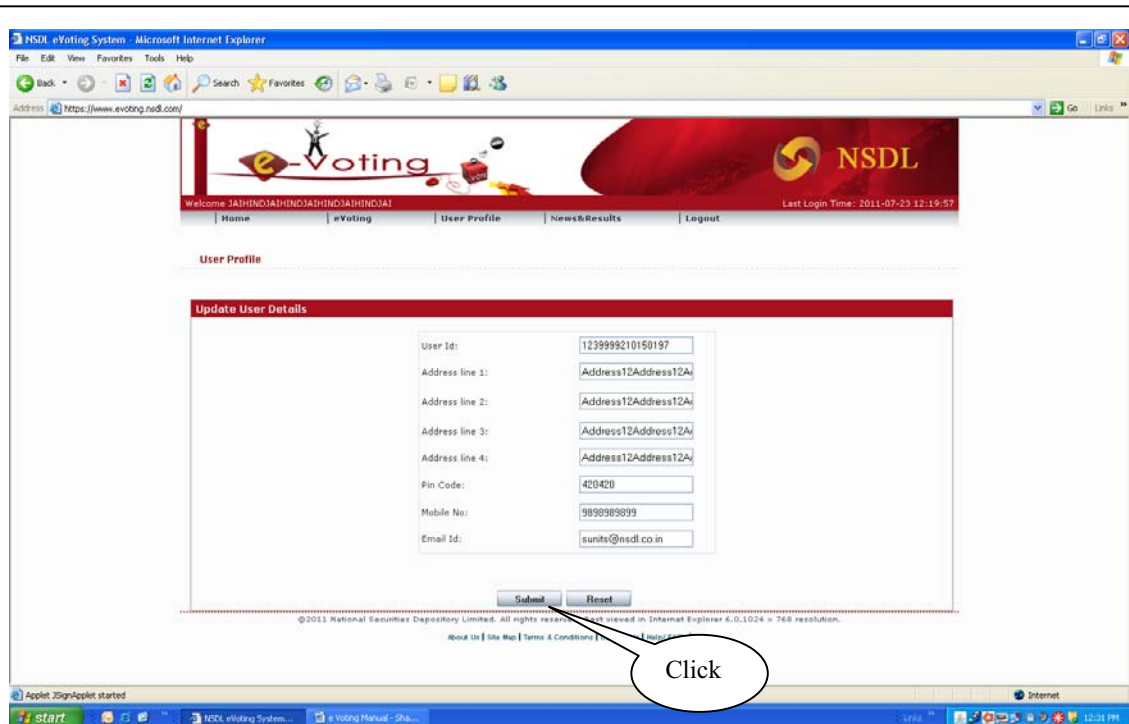 NSDL eVoting System - Microsoft Internet Explorer
File Edit View Favorites Tools Help
Back Search Favorites
Address https://www.evoting.nsdl.com/ Go Links
e-Voting VOTE NSDL
Welcome JAIHINDJAIHINDJAIHINDJAIHINDJAI Last Login Time: 2011-07-23 12:19:57
Home eVoting User Profile News&Results Logout
User Profile
Update User Details
User Id: 1239999210150197
Address line 1: Address12Address12A
Address line 2: Address12Address12A
Address line 3: Address12Address12A
Address line 4: Address12Address12A
Pin Code: 420420
Mobile No: 9898989899
Email Id: sunits@nsdl.co.in
Submit Reset
©2011 National Securities Depository Limited. All rights viewed in Internet Explorer 6.0,1024 x 768 resolution.
About Us | Site Map | Terms & Conditions |
Click
Applet JSignApplet started Internet
start NSDL eVoting System... e Voting Manual - Sha... Links 12:01 PM